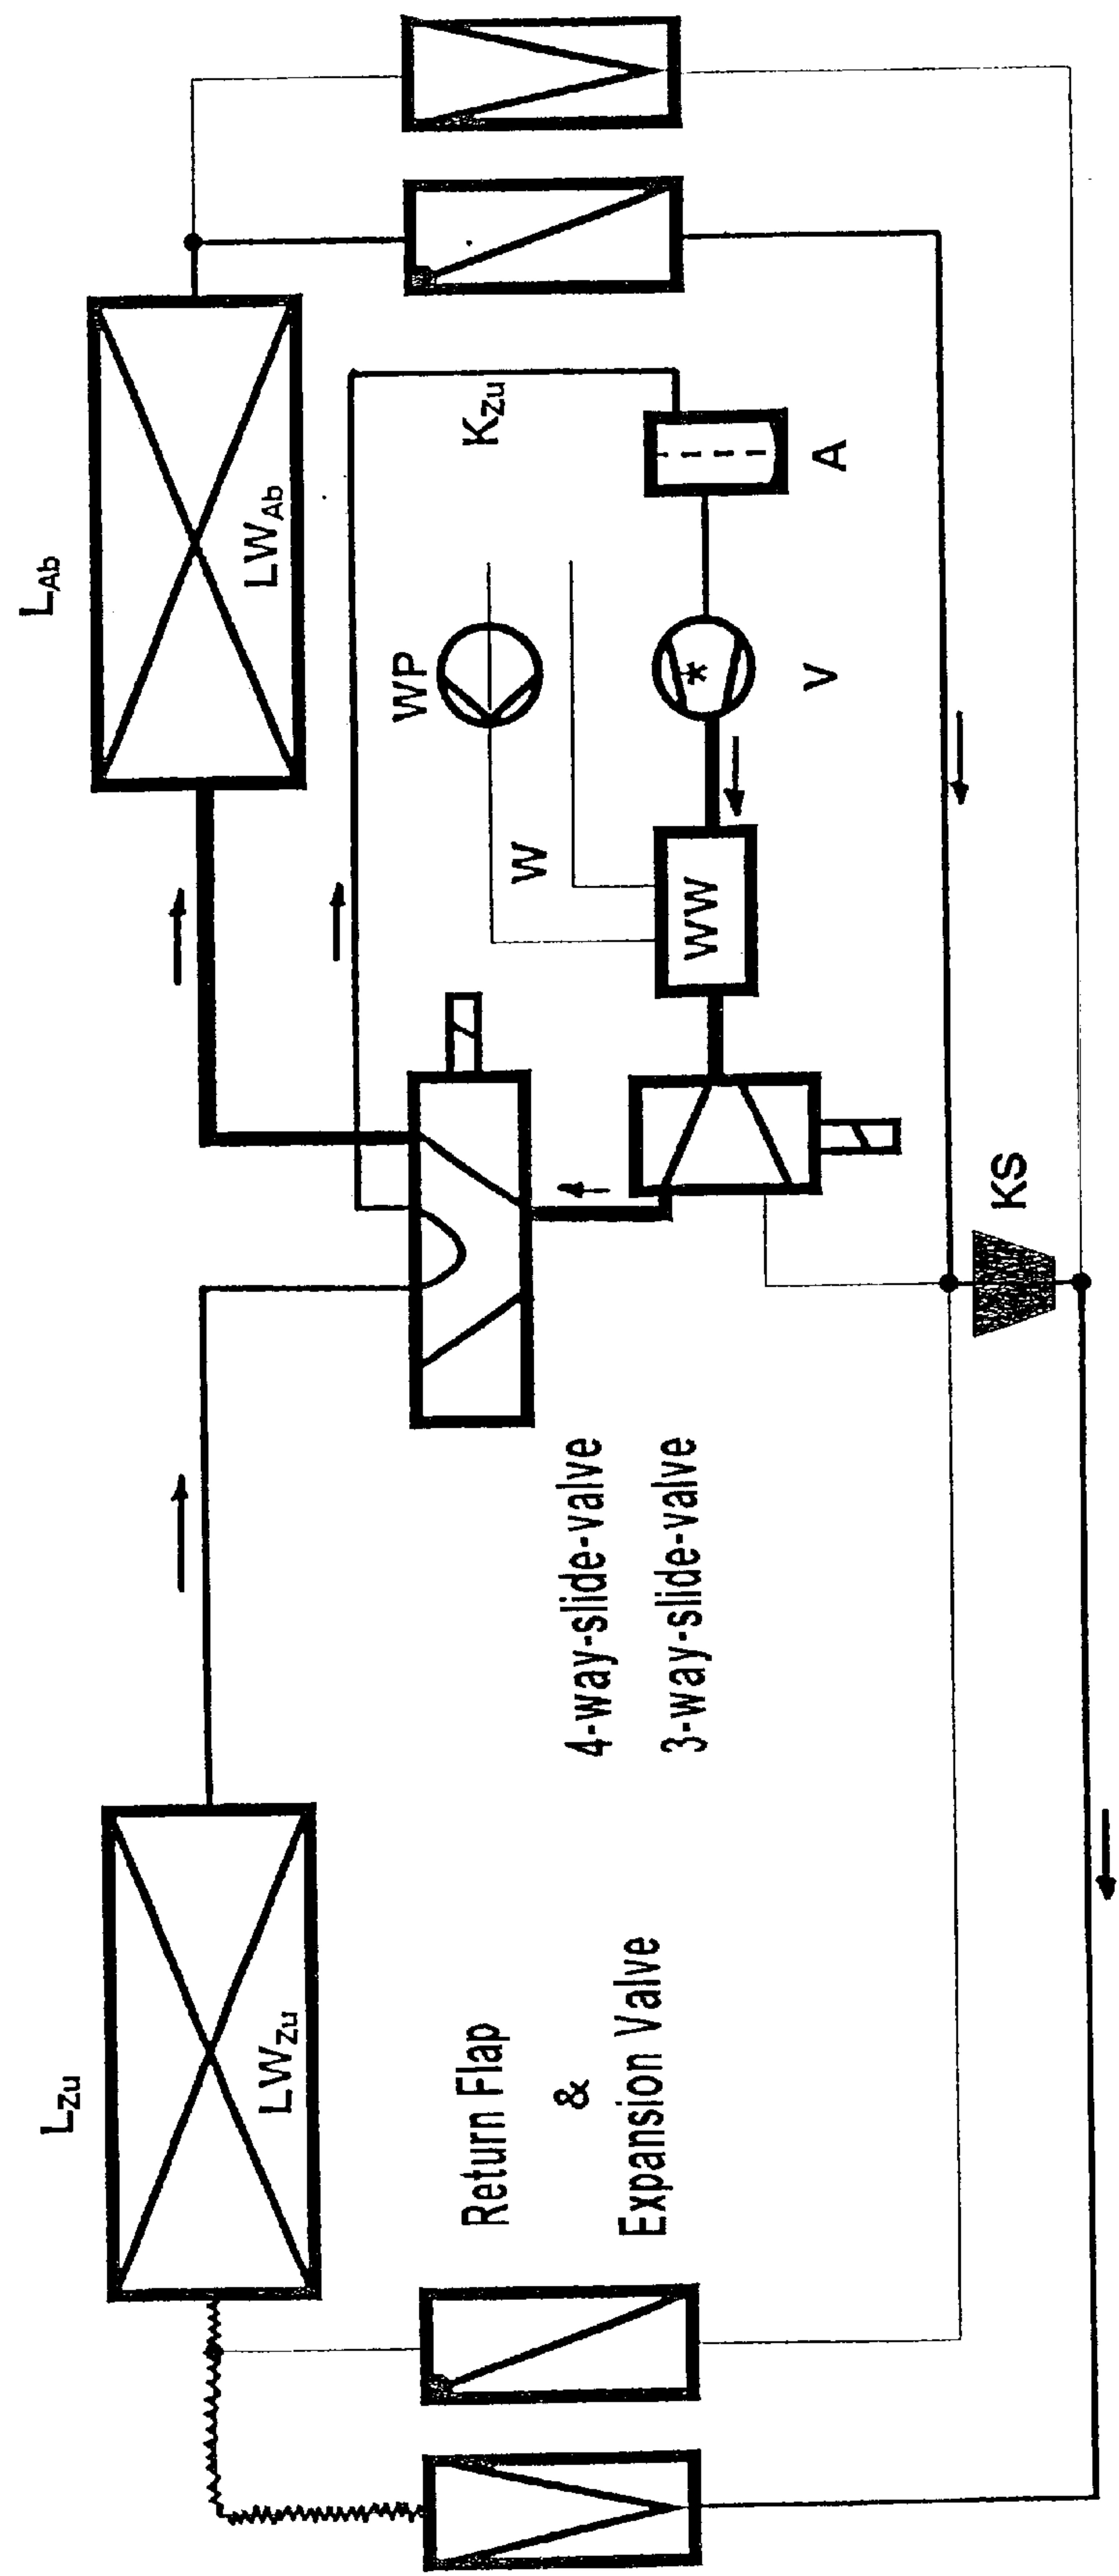 L_Zu
LW_Zu
L_Ab
LW_Ab
Return Flap
&
Expansion Valve
4-way-slide-valve
3-way-slide-valve
WP
K_Zu
W
WW
*
V
A
KS